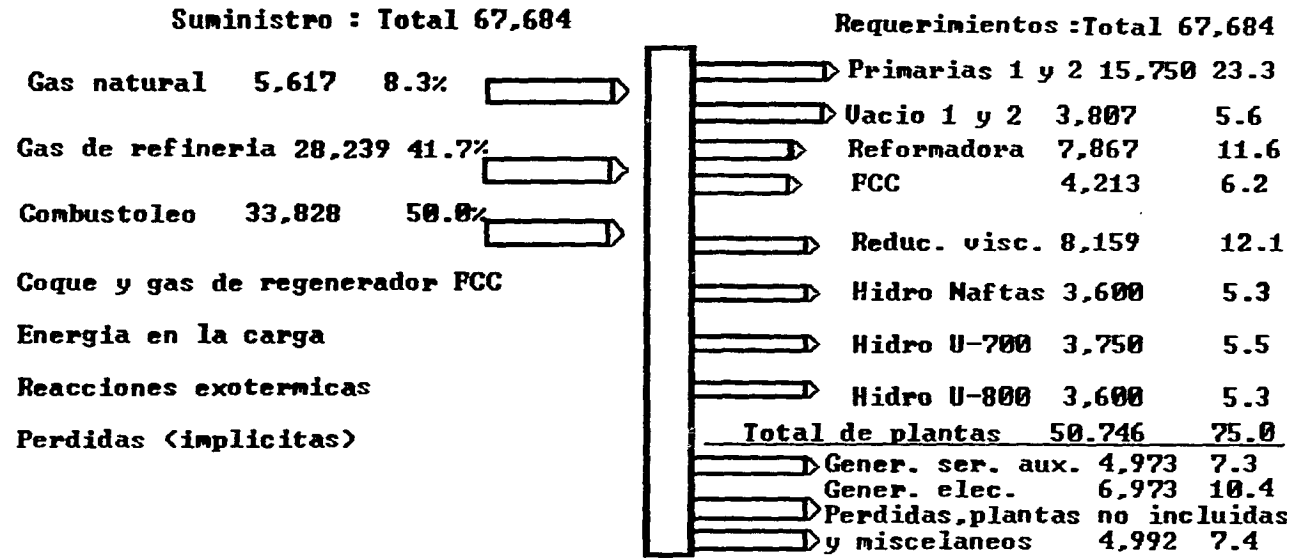 Suministro : Total 67,684
Gas natural 5,617 8.3%
Gas de refineria 28,239 41.7%
Combustoleo 33,828 50.0%
Coque y gas de regenerador FCC
Energia en la carga
Reacciones exotermicas
Perdidas <implicitas>
Requerimientos :Total 67,684
Primarias 1 y 2 15,750 23.3
Vacio 1 y 2 3,807 5.6
Reformadora 7,867 11.6
FCC 4,213 6.2
Reduc. visc. 8,159 12.1
Hidro Naftas 3,600 5.3
Hidro U-700 3,750 5.5
Hidro U-800 3,600 5.3
Total de plantas 50.746 75.0
Gener. ser. aux. 4,973 7.3
Gener. elec. 6,973 10.4
Perdidas,plantas no incluidas
y miscelaneos 4,992 7.4